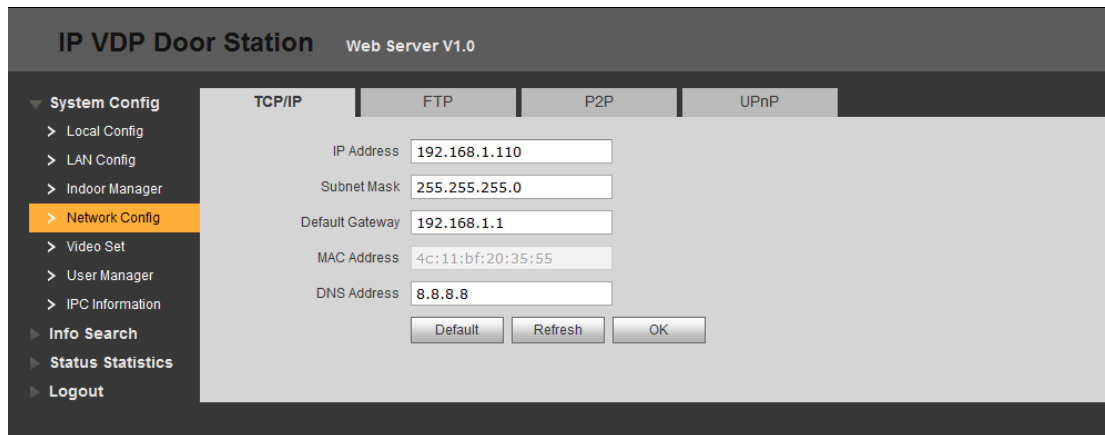 IP VDP Door Station Web Server V1.0
System Config
Local Config
LAN Config
Indoor Manager
Network Config
Video Set
User Manager
IPC Information
Info Search
Status Statistics
Logout
TCP/IP FTP P2P UPnP
IP Address 192.168.1.110
Subnet Mask 255.255.255.0
Default Gateway 192.168.1.1
MAC Address 4c:11:bf:20:35:55
DNS Address 8.8.8.8
Default Refresh OK